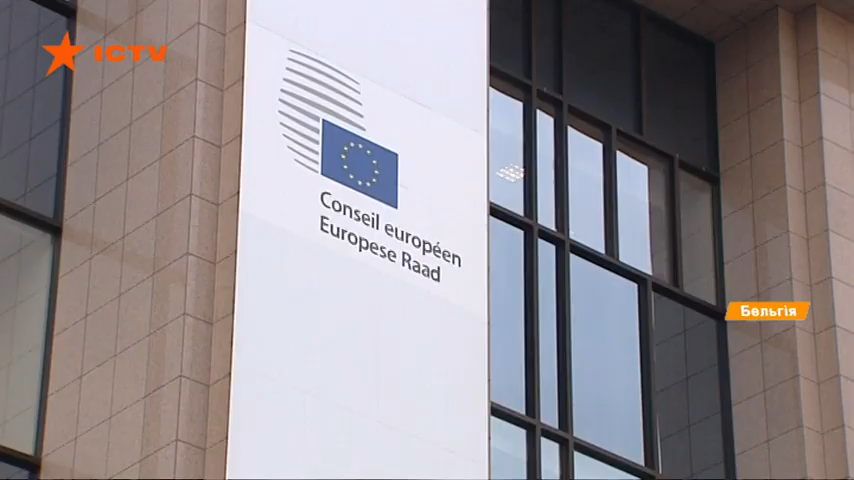 ICTV
Conseil européen
Europese Raad
Бельгія